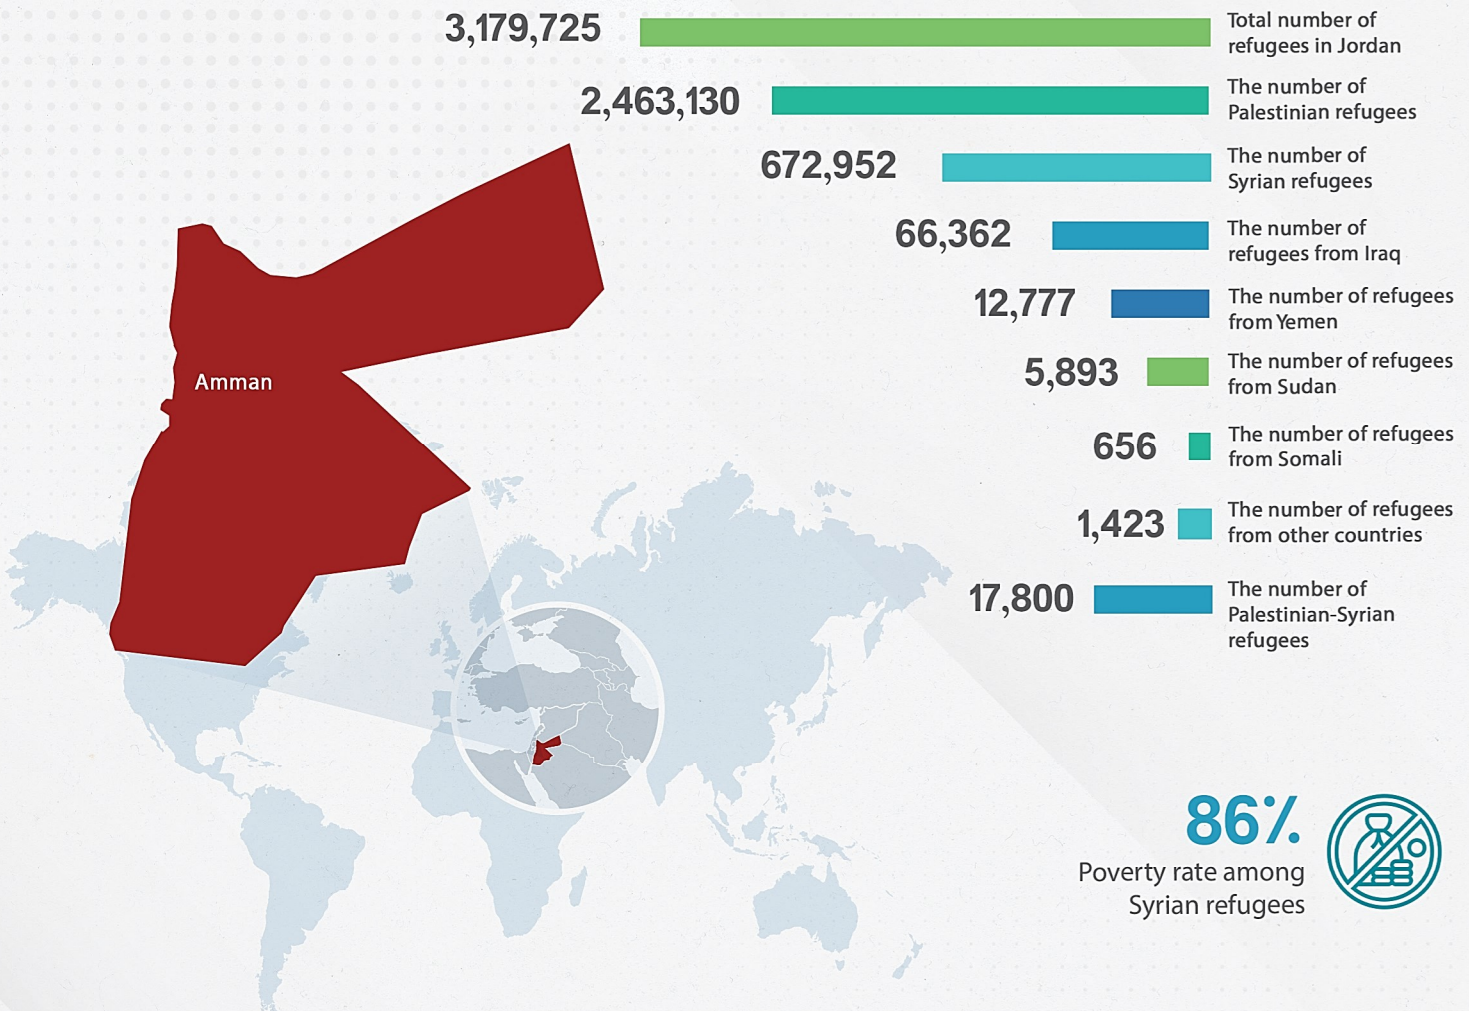 3,179,725
Total number of
refugees in Jordan
2,463,130
The number of
Palestinian refugees
672,952
The number of
Syrian refugees
66,362
The number of
refugees from Iraq
12,777
The number of refugees
from Yemen
5,893
The number of refugees
from Sudan
656
The number of refugees
from Somali
1,423
The number of refugees
from other countries
17,800
The number of
Palestinian-Syrian
refugees
Amman
86%
Poverty rate among
Syrian refugees